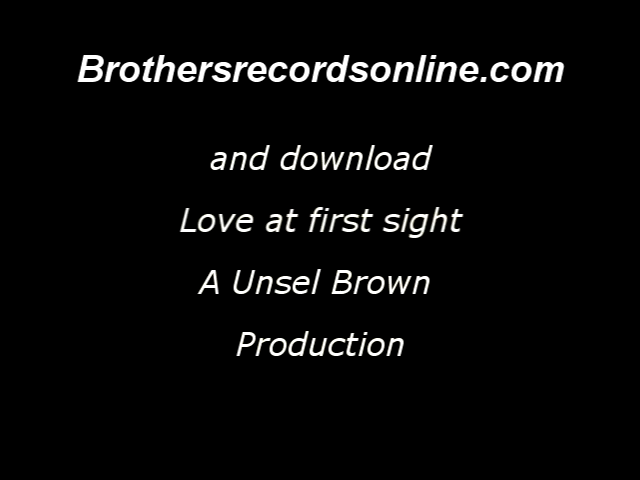 Brothersrecordsonline.com
and download
Love at first sight
A Unsel Brown
Production